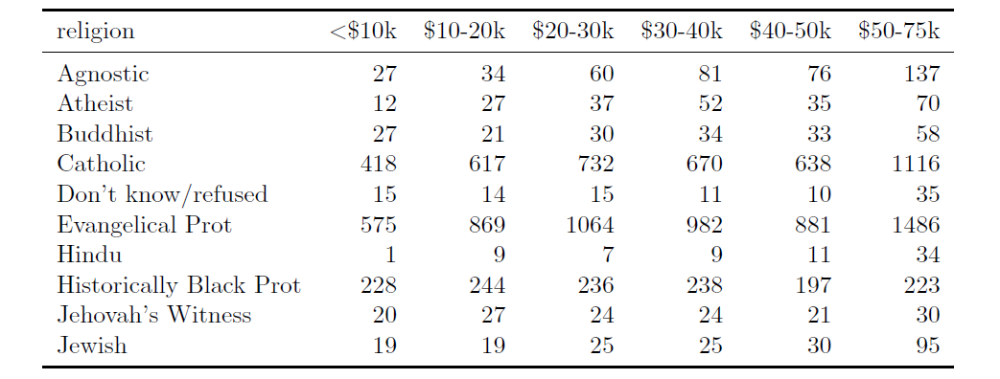 religion <$10k $10-20k $20-30k $30-40k $40-50k $50-75k
Agnostic 27 34 60 81 76 137
Atheist 12 27 37 52 35 70
Buddhist 27 21 30 34 33 58
Catholic 418 617 732 670 638 1116
Don't know/refused 15 14 15 11 10 35
Evangelical Prot 575 869 1064 982 881 1486
Hindu 1 9 7 9 11 34
Historically Black Prot 228 244 236 238 197 223
Jehovah's Witness 20 27 24 24 21 30
Jewish 19 19 25 25 30 95